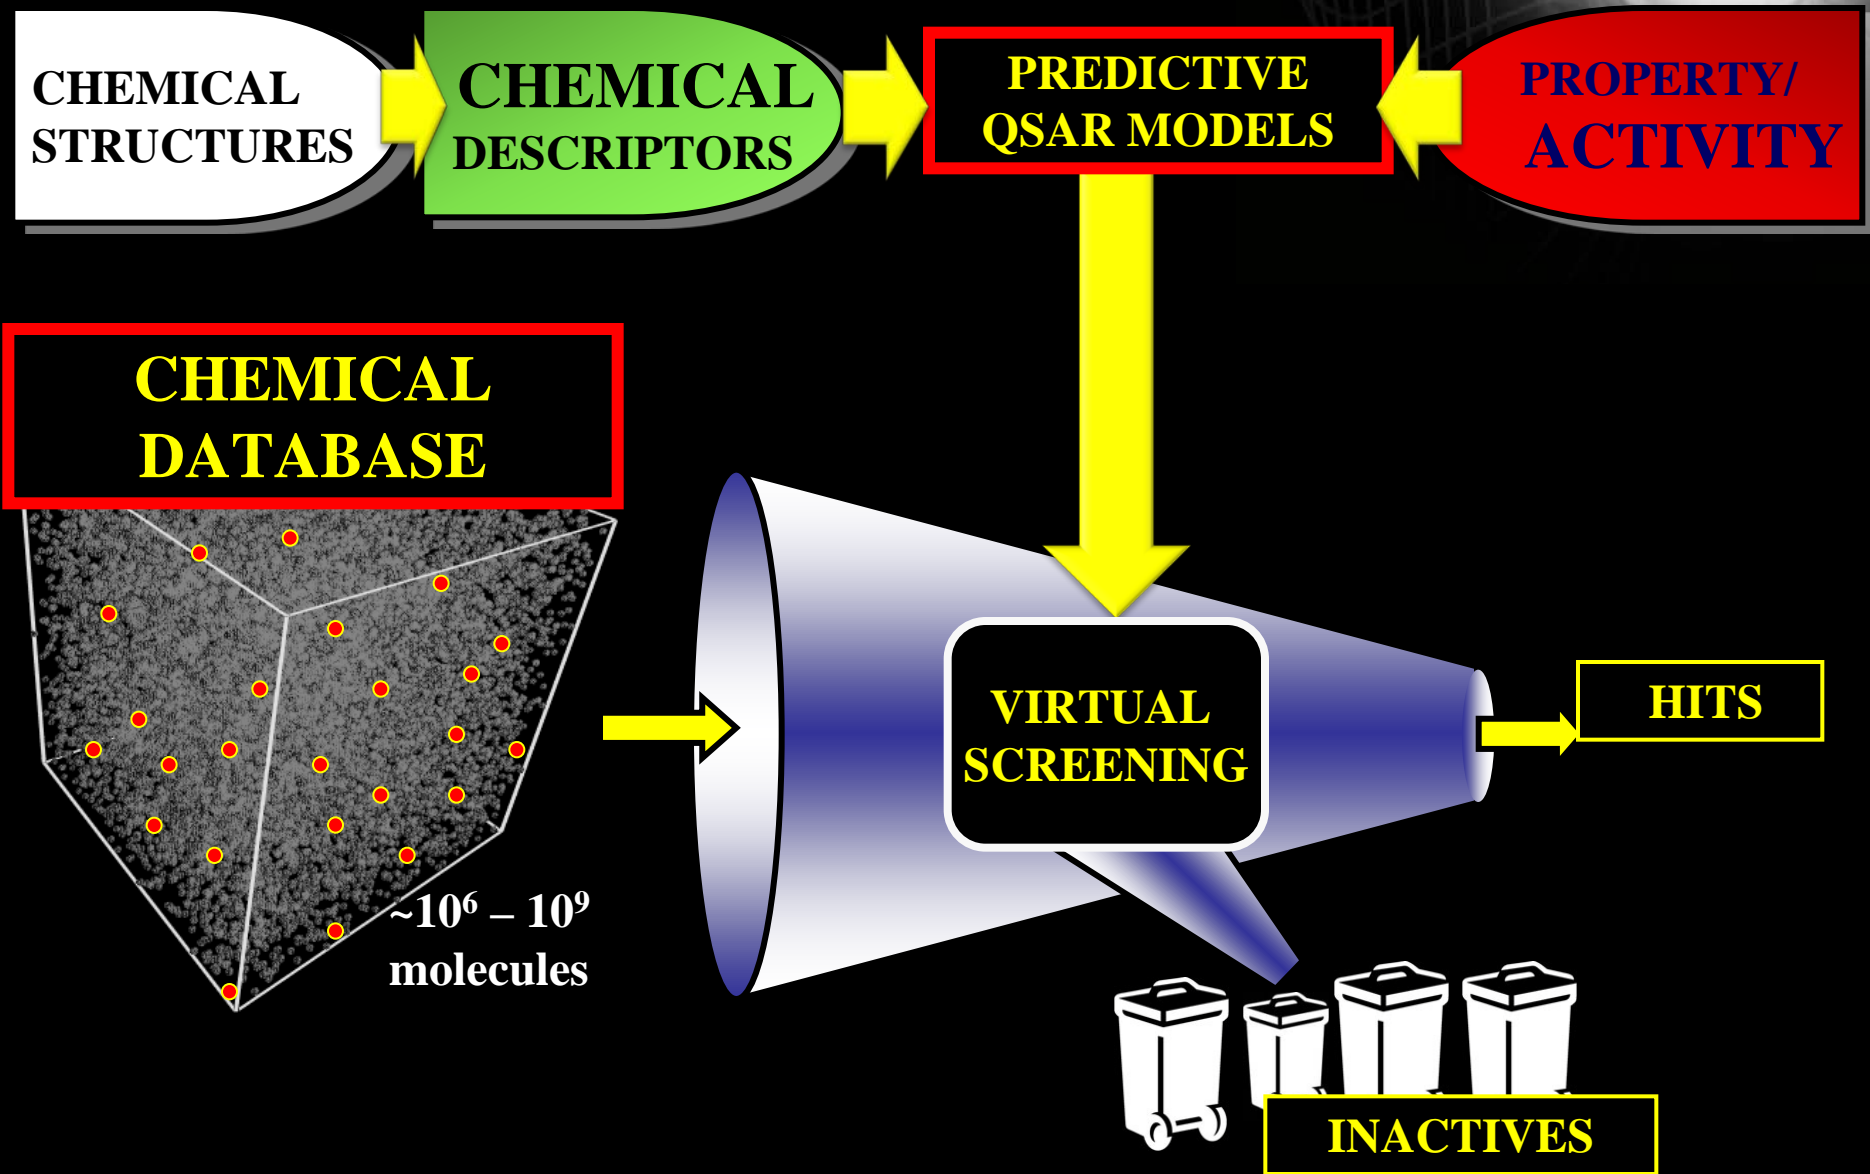 CHEMICAL
STRUCTURES
CHEMICAL
DESCRIPTORS
PREDICTIVE
QSAR MODELS
PROPERTY/
ACTIVITY
CHEMICAL
DATABASE
~10⁶ – 10⁹
molecules
VIRTUAL
SCREENING
HITS
INACTIVES